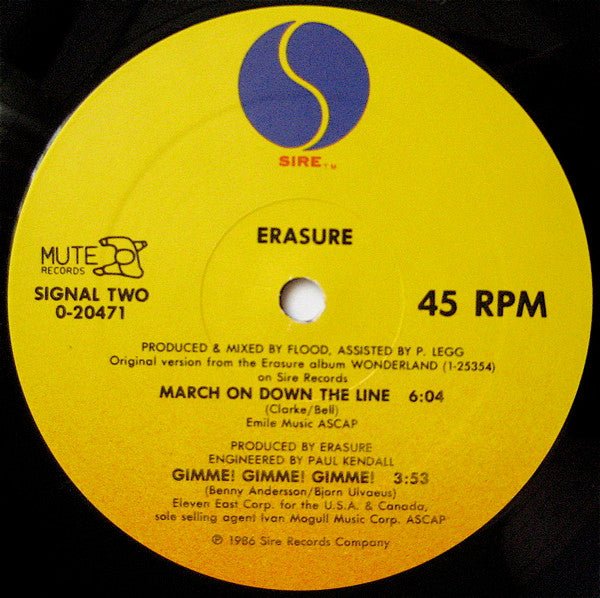 SIRE™
ERASURE
MUTE
RECORDS
SIGNAL TWO
0-20471
45 RPM
PRODUCED & MIXED BY FLOOD, ASSISTED BY P. LEGG
Original version from the Erasure album WONDERLAND (1-25354)
on Sire Records
MARCH ON DOWN THE LINE 6:04
(Clarke/Bell)
Emile Music ASCAP
PRODUCED BY ERASURE
ENGINEERED BY PAUL KENDALL
GIMME! GIMME! GIMME! 3:53
(Benny Andersson/Bjorn Ulvaeus)
Eleven East Corp. for the U.S.A. & Canada,
sole selling agent Ivan Mogull Music Corp. ASCAP
℗ 1986 Sire Records Company